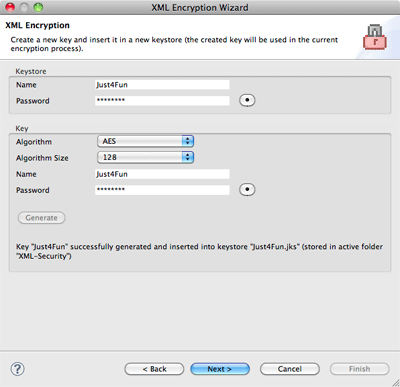 XML Encryption Wizard
XML Encryption
Create a new key and insert it in a new keystore (the created key will be used in the current
encryption process).
Keystore
Name Just4Fun
Password ********
Key
Algorithm AES
Algorithm Size 128
Name Just4Fun
Password ********
Generate
Key "Just4Fun" successfully generated and inserted into keystore "Just4Fun.jks" (stored in active folder
"XML-Security")
? < Back Next > Cancel Finish